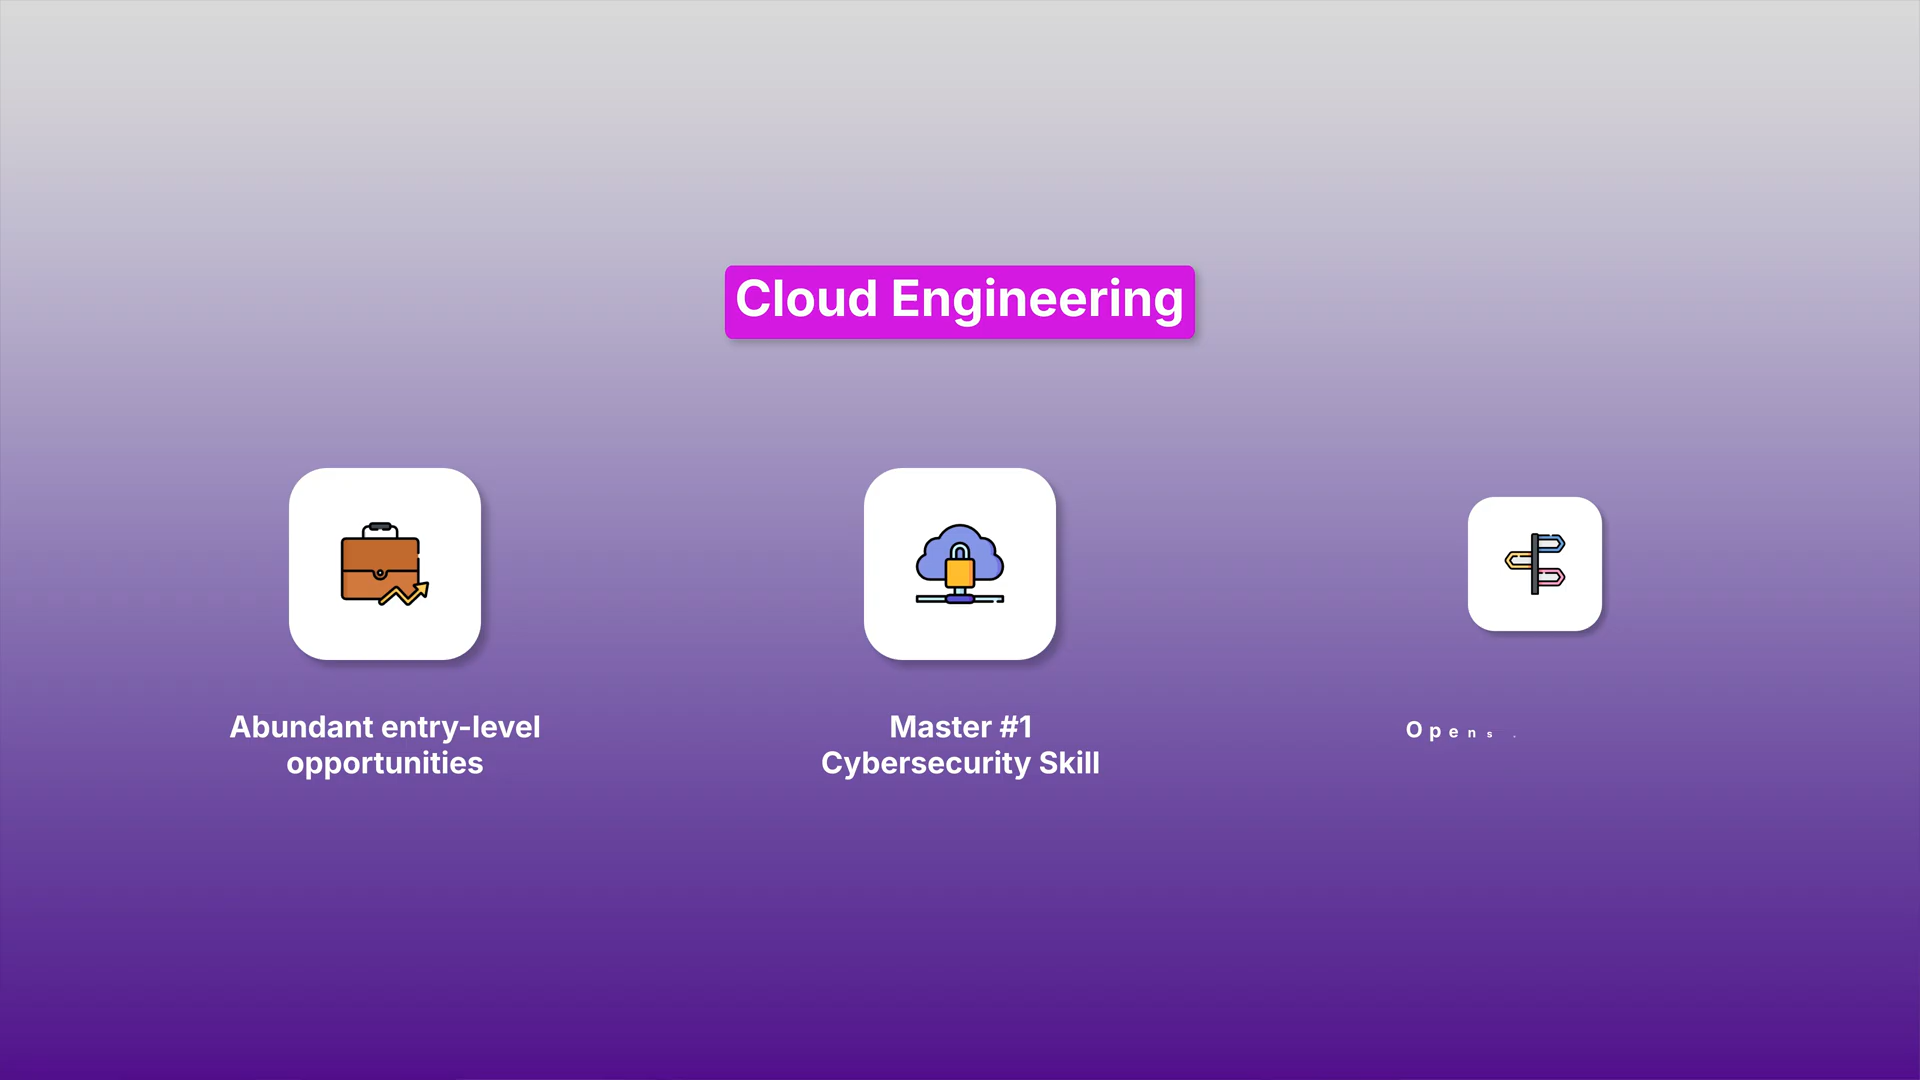 Cloud Engineering
Abundant entry-level
opportunities
Master #1
Cybersecurity Skill
Opens